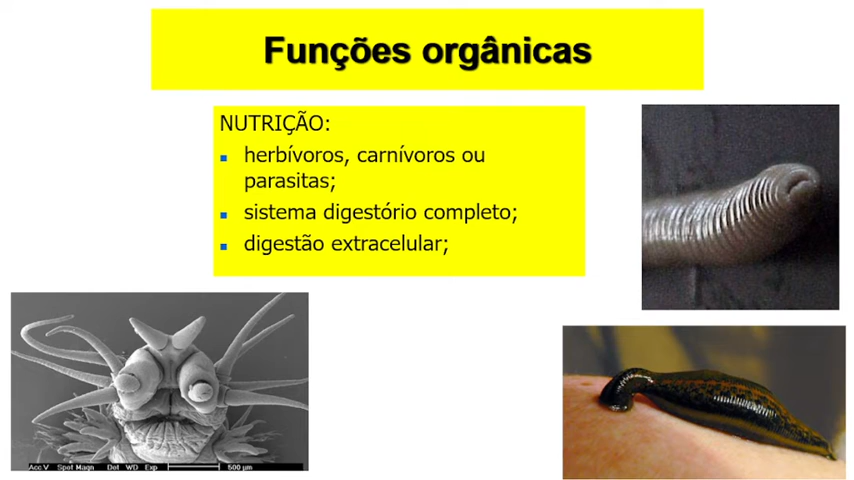 Funções orgânicas
NUTRIÇÃO:
▪ herbívoros, carnívoros ou
parasitas;
▪ sistema digestório completo;
▪ digestão extracelular;
Acc V Spot Magn Det WD Exp 500 µm